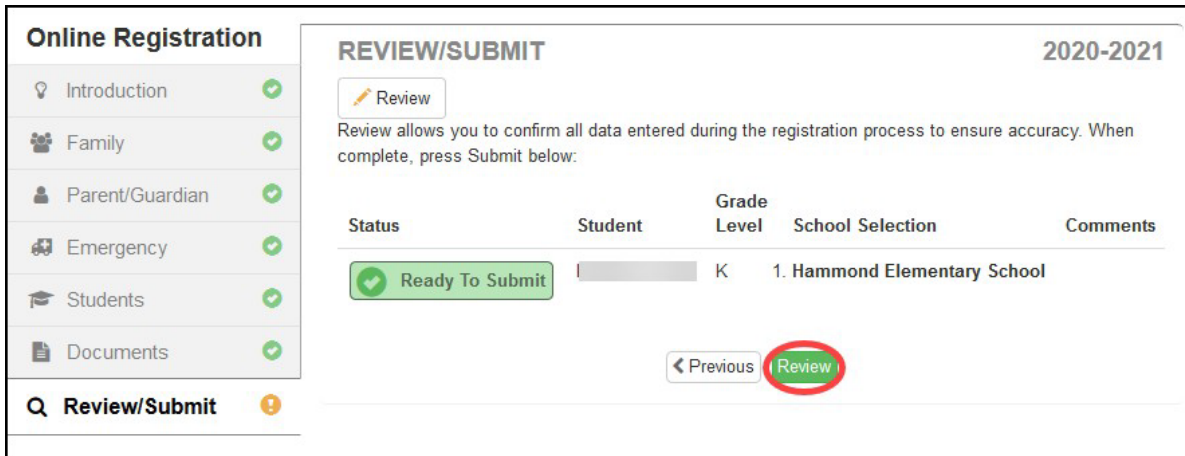 Online Registration
Introduction
Family
Parent/Guardian
Emergency
Students
Documents
Review/Submit
REVIEW/SUBMIT 2020-2021
Review
Review allows you to confirm all data entered during the registration process to ensure accuracy. When
complete, press Submit below:
Status Student Grade Level School Selection Comments
Ready To Submit K 1. Hammond Elementary School
Previous Review